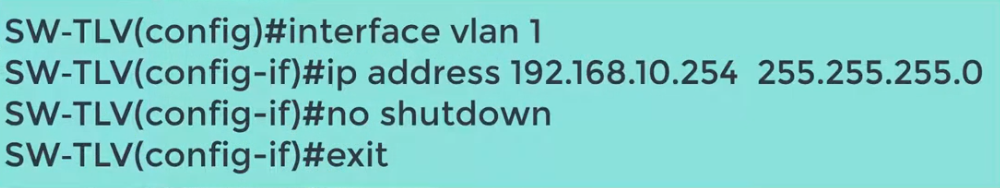 SW-TLV(config)#interface vlan 1
SW-TLV(config-if)#ip address 192.168.10.254  255.255.255.0
SW-TLV(config-if)#no shutdown
SW-TLV(config-if)#exit